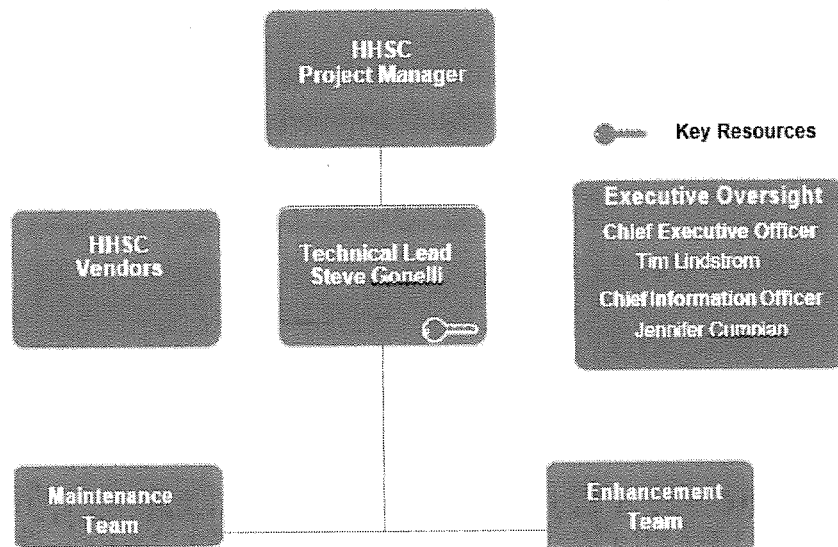 HHSC
Project Manager
Key Resources
HHSC
Vendors
Technical Lead
Steve Gonelli
Executive Oversight
Chief Executive Officer
Tim Lindstrom
Chief Information Officer
Jennifer Crumpian
Maintenance
Team
Enhancement
Team